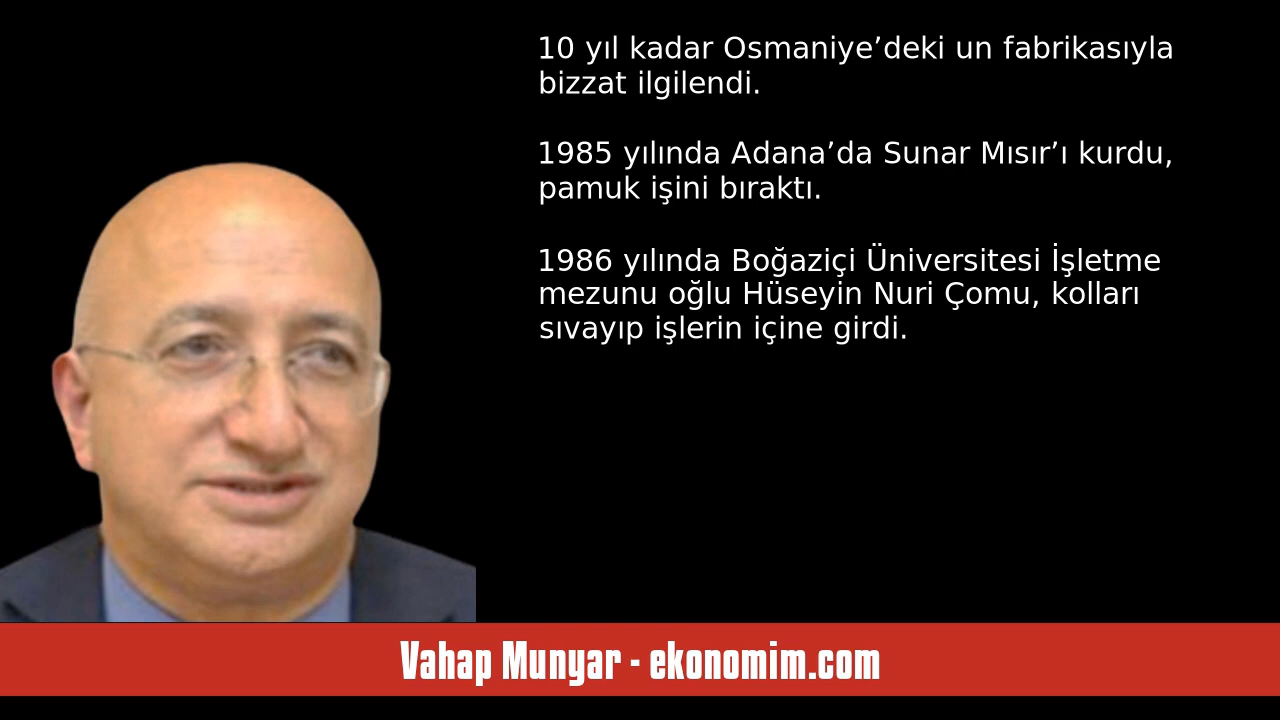 10 yıl kadar Osmaniye’deki un fabrikasıyla
bizzat ilgilendi.
1985 yılında Adana’da Sunar Mısır’ı kurdu,
pamuk işini bıraktı.
1986 yılında Boğaziçi Üniversitesi İşletme
mezunu oğlu Hüseyin Nuri Çomu, kolları
sıvayıp işlerin içine girdi.
Vahap Munyar - ekonomim.com